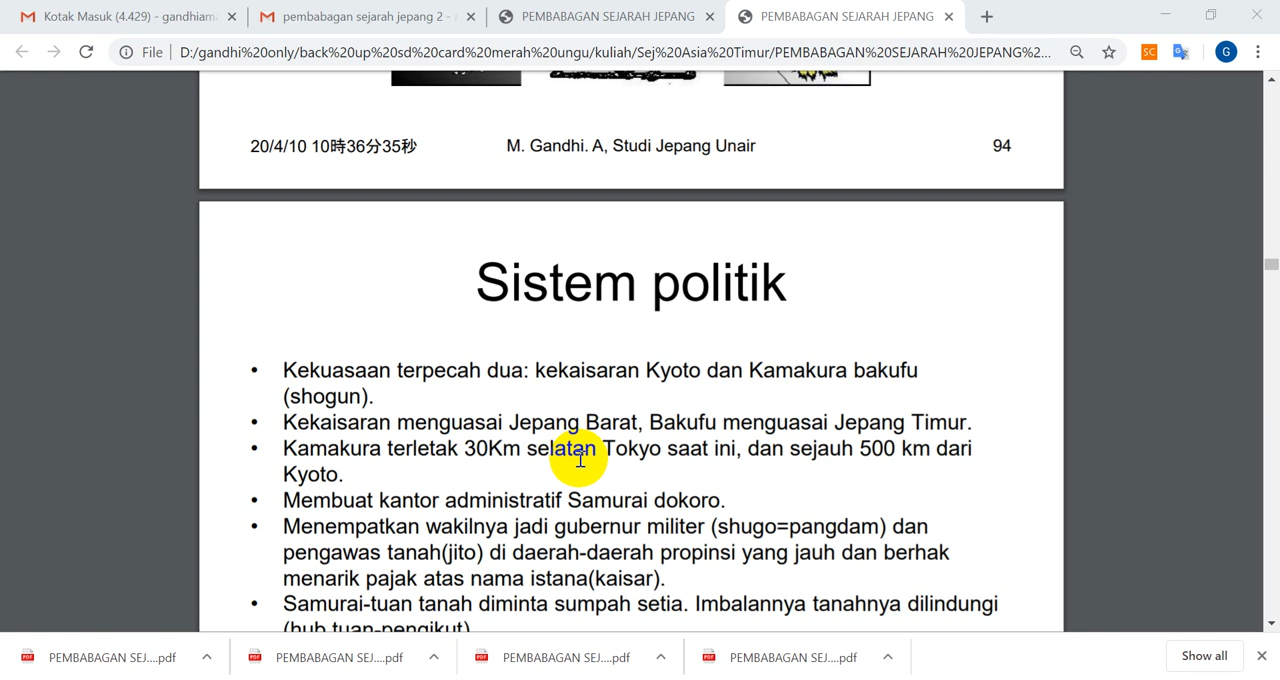 Kotak Masuk (4.429) - gandhiam
pembabagan sejarah jepang 2 -
PEMBABAGAN SEJARAH JEPANG
PEMBABAGAN SEJARAH JEPANG
File
D:/gandhi%20only/back%20up%20sd%20card%20merah%20ungu/kuliah/Sej%20Asia%20Timur/PEMBABAGAN%20SEJARAH%20JEPANG%2...
SC
G
20/4/10 10時36分35秒
M. Gandhi. A, Studi Jepang Unair
94
Sistem politik
• Kekuasaan terpecah dua: kekaisaran Kyoto dan Kamakura bakufu
(shogun).
• Kekaisaran menguasai Jepang Barat, Bakufu menguasai Jepang Timur.
• Kamakura terletak 30Km selatan Tokyo saat ini, dan sejauh 500 km dari
Kyoto.
• Membuat kantor administratif Samurai dokoro.
• Menempatkan wakilnya jadi gubernur militer (shugo=pangdam) dan
pengawas tanah(jito) di daerah-daerah propinsi yang jauh dan berhak
menarik pajak atas nama istana(kaisar).
• Samurai-tuan tanah diminta sumpah setia. Imbalannya tanahnya dilindungi
(hub tuan-pengikut)
PEMBABAGAN SEJ....pdf
PEMBABAGAN SEJ....pdf
PEMBABAGAN SEJ....pdf
PEMBABAGAN SEJ....pdf
Show all